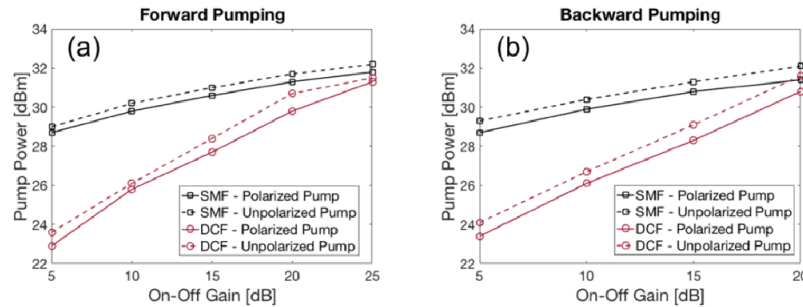 Forward Pumping
(a)
34
32
30
28
26
24
22
Pump Power [dBm]
SMF - Polarized Pump
SMF - Unpolarized Pump
DCF - Polarized Pump
DCF - Unpolarized Pump
5 10 15 20 25
On-Off Gain [dB]
Backward Pumping
(b)
34
32
30
28
26
24
22
Pump Power [dBm]
SMF - Polarized Pump
SMF - Unpolarized Pump
DCF - Polarized Pump
DCF - Unpolarized Pump
5 10 15 20
On-Off Gain [dB]